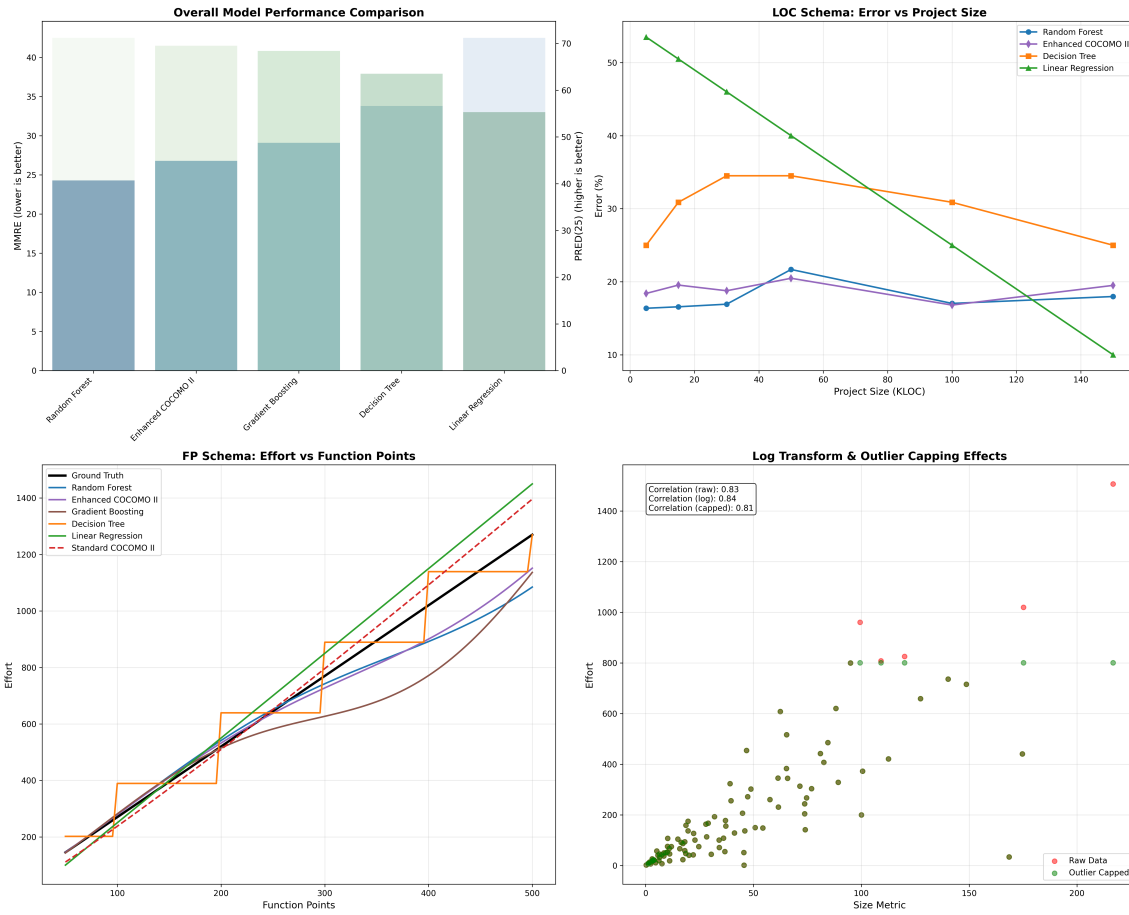 Overall Model Performance Comparison
MMRE (lower is better)
0
5
10
15
20
25
30
35
40
PRED(25) (higher is better)
0
10
20
30
40
50
60
70
Random Forest
Enhanced COCOMO II
Gradient Boosting
Decision Tree
Linear Regression
LOC Schema: Error vs Project Size
Random Forest
Enhanced COCOMO II
Decision Tree
Linear Regression
Error (%)
50
40
30
20
10
0 20 40 60 80 100 120 140
Project Size (KLOC)
FP Schema: Effort vs Function Points
Ground Truth
Random Forest
Enhanced COCOMO II
Gradient Boosting
Decision Tree
Linear Regression
Standard COCOMO II
Effort
1400
1200
1000
800
600
400
200
100 200 300 400 500
Function Points
Log Transform & Outlier Capping Effects
Correlation (raw): 0.83
Correlation (log): 0.84
Correlation (capped): 0.81
Effort
1400
1200
1000
800
600
400
200
0
Raw Data
Outlier Capped
0 50 100 150 200
Size Metric